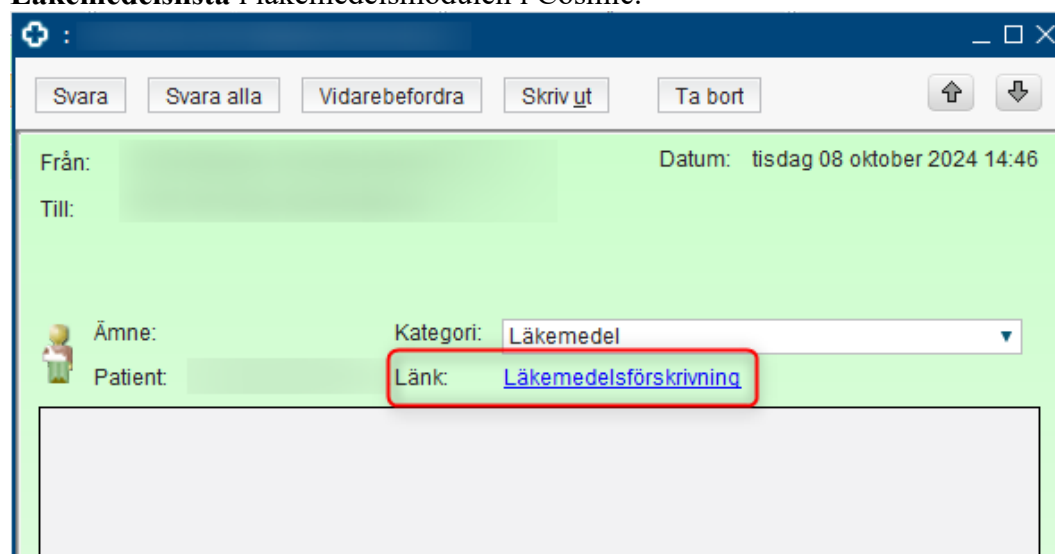 Läkemedelslista i läkemedelsmodulen i Cosmic.
:
Svara Svara alla Vidarebefordra Skriv ut Ta bort
Från: Datum: tisdag 08 oktober 2024 14:46
Till:
Ämne: Kategori: Läkemedel
Patient: Länk: Läkemedelsförskrivning